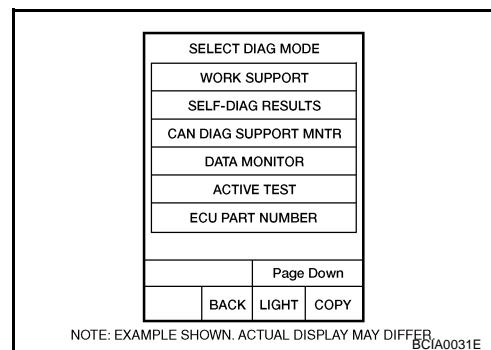 SELECT DIAG MODE
WORK SUPPORT
SELF-DIAG RESULTS
CAN DIAG SUPPORT MNTR
DATA MONITOR
ACTIVE TEST
ECU PART NUMBER
Page Down
BACK LIGHT COPY
NOTE: EXAMPLE SHOWN. ACTUAL DISPLAY MAY DIFFER
BCIA0031E